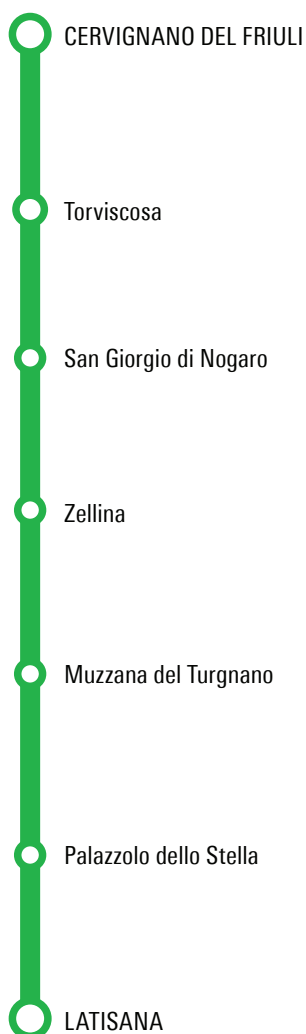 CERVIGNANO DEL FRIULI
Torviscosa
San Giorgio di Nogaro
Zellina
Muzzana del Turgnano
Palazzolo dello Stella
LATISANA